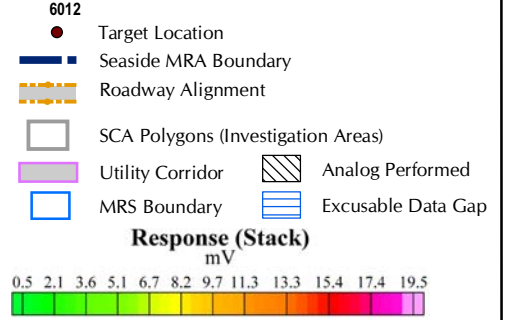 6012
Target Location
Seaside MRA Boundary
Roadway Alignment
SCA Polygons (Investigation Areas)
Utility Corridor Analog Performed
MRS Boundary Excusable Data Gap
Response (Stack)
mV
0.5 2.1 3.6 5.1 6.7 8.2 9.7 11.3 13.3 15.4 17.4 19.5